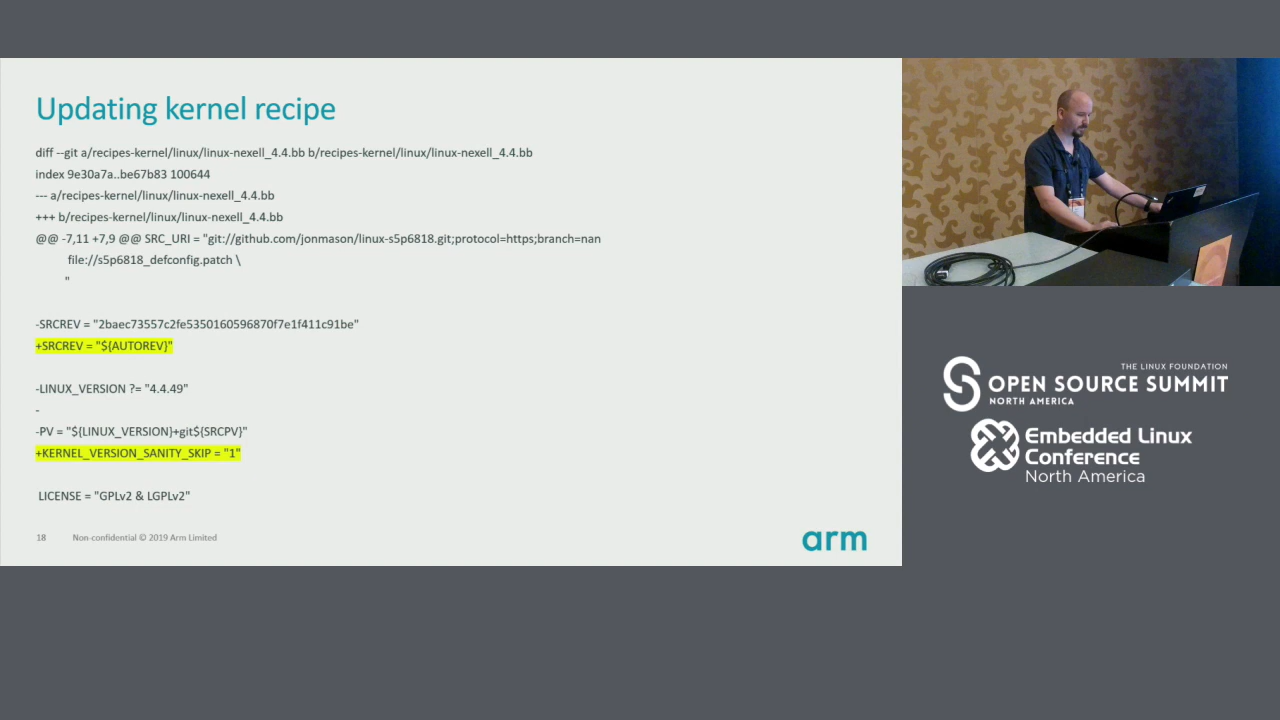 Updating kernel recipe
diff --git a/recipes-kernel/linux/linux-nexell_4.4.bb b/recipes-kernel/linux/linux-nexell_4.4.bb
index 9e30a7a..be67b83 100644
--- a/recipes-kernel/linux/linux-nexell_4.4.bb
+++ b/recipes-kernel/linux/linux-nexell_4.4.bb
@@ -7,11 +7,9 @@ SRC_URI = "git://github.com/jonmason/linux-s5p6818.git;protocol=https;branch=nan
file://s5p6818_defconfig.patch \
"
-SRCREV = "2baec73557c2fe5350160596870f7e1f411c91be"
+SRCREV = "${AUTOREV}"
-LINUX_VERSION ?= "4.4.49"
-
-PV = "${LINUX_VERSION}+git${SRCPV}"
+KERNEL_VERSION_SANITY_SKIP = "1"
LICENSE = "GPLv2 & LGPLv2"
18 Non-confidential © 2019 Arm Limited
arm
THE LINUX FOUNDATION
OPEN SOURCE SUMMIT
NORTH AMERICA
Embedded Linux
Conference
North America